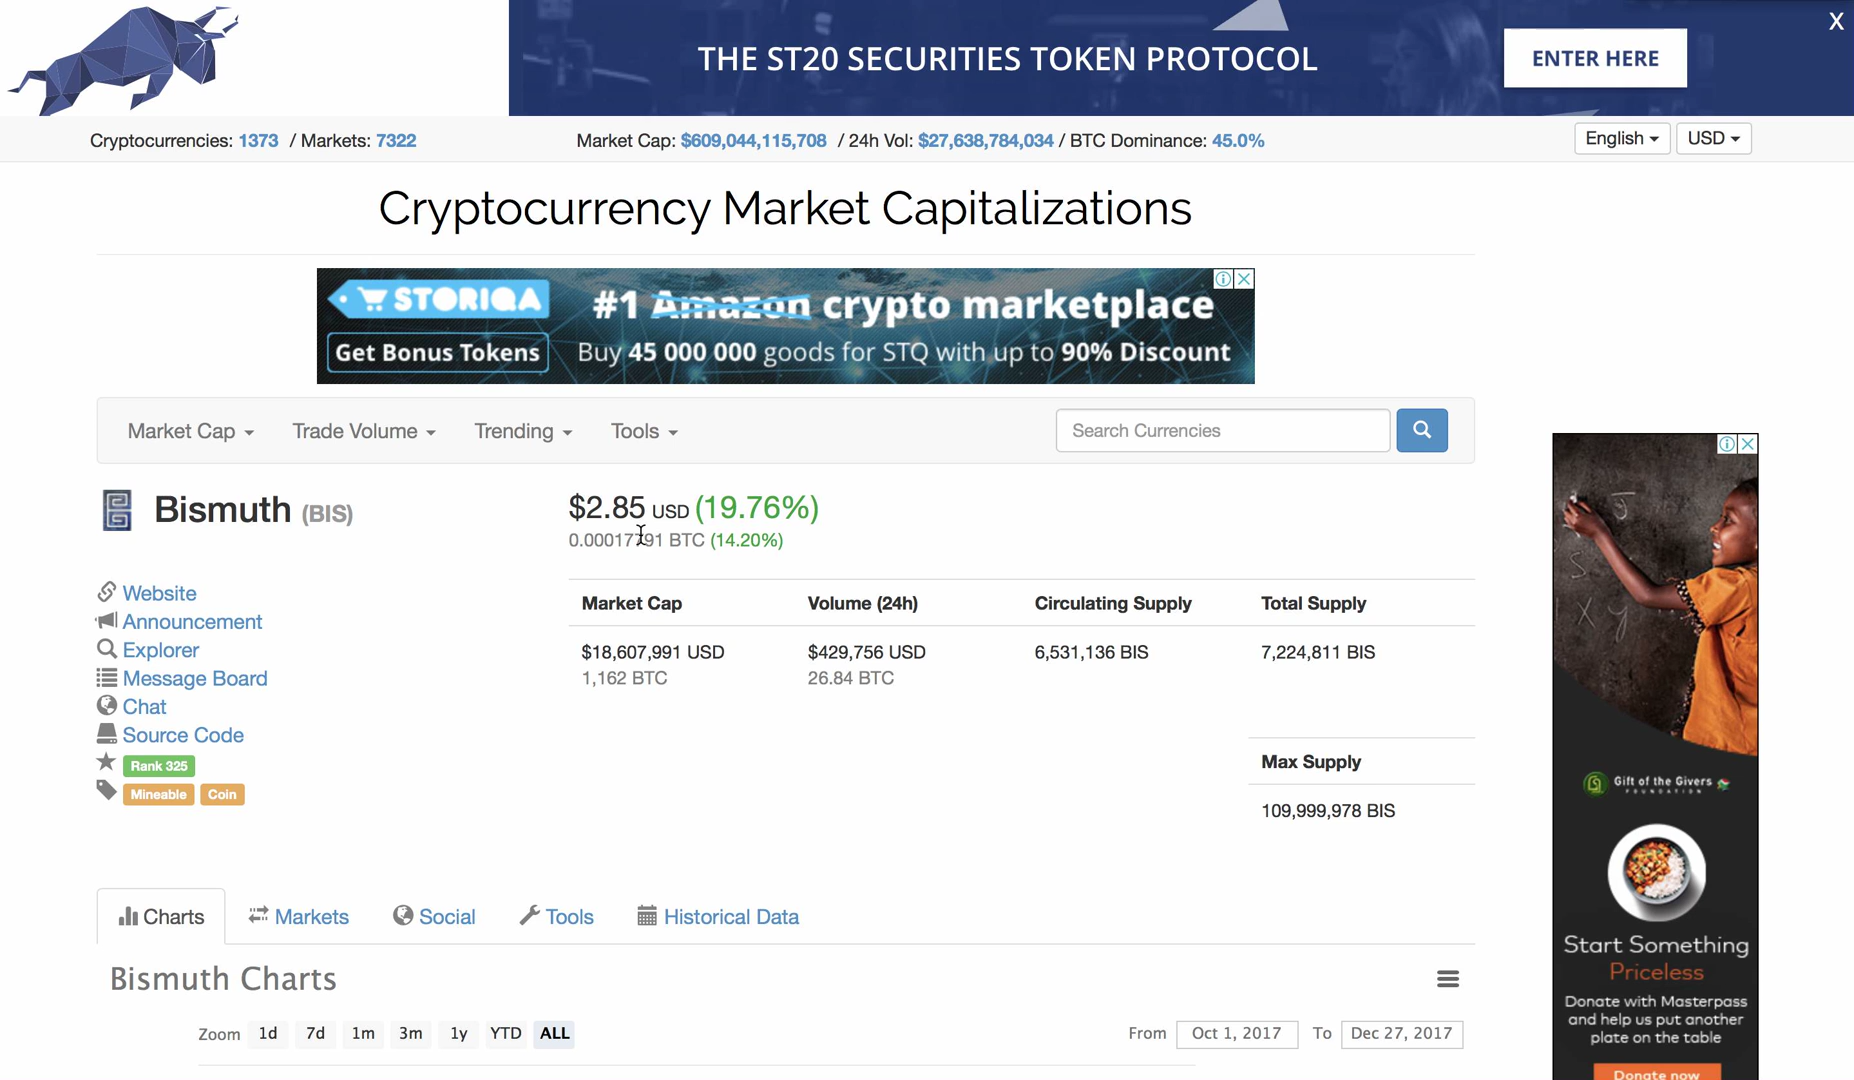 THE ST20 SECURITIES TOKEN PROTOCOL
ENTER HERE
X
Cryptocurrencies: 1373 / Markets: 7322
Market Cap: $609,044,115,708 / 24h Vol: $27,638,784,034 / BTC Dominance: 45.0%
English
USD
Cryptocurrency Market Capitalizations
STORIQA
#1 Amazon crypto marketplace
Get Bonus Tokens
Buy 45 000 000 goods for STQ with up to 90% Discount
Market Cap
Trade Volume
Trending
Tools
Search Currencies
Bismuth (BIS)
$2.85 USD (19.76%)
BTC (14.20%)
Website
Announcement
Explorer
Message Board
Chat
Source Code
Rank 325
Mineable Coin
Market Cap Volume (24h) Circulating Supply Total Supply
$18,607,991 USD $429,756 USD 6,531,136 BIS 7,224,811 BIS
1,162 BTC 26.84 BTC
Max Supply
109,999,978 BIS
Charts Markets Social Tools Historical Data
Bismuth Charts
Zoom 1d 7d 1m 3m 1y YTD ALL
From Oct 1, 2017 To Dec 27, 2017
Gift of the Givers
FOUNDATION
Start Something
Priceless
Donate with Masterpass
and help us put another
plate on the table
Donate now